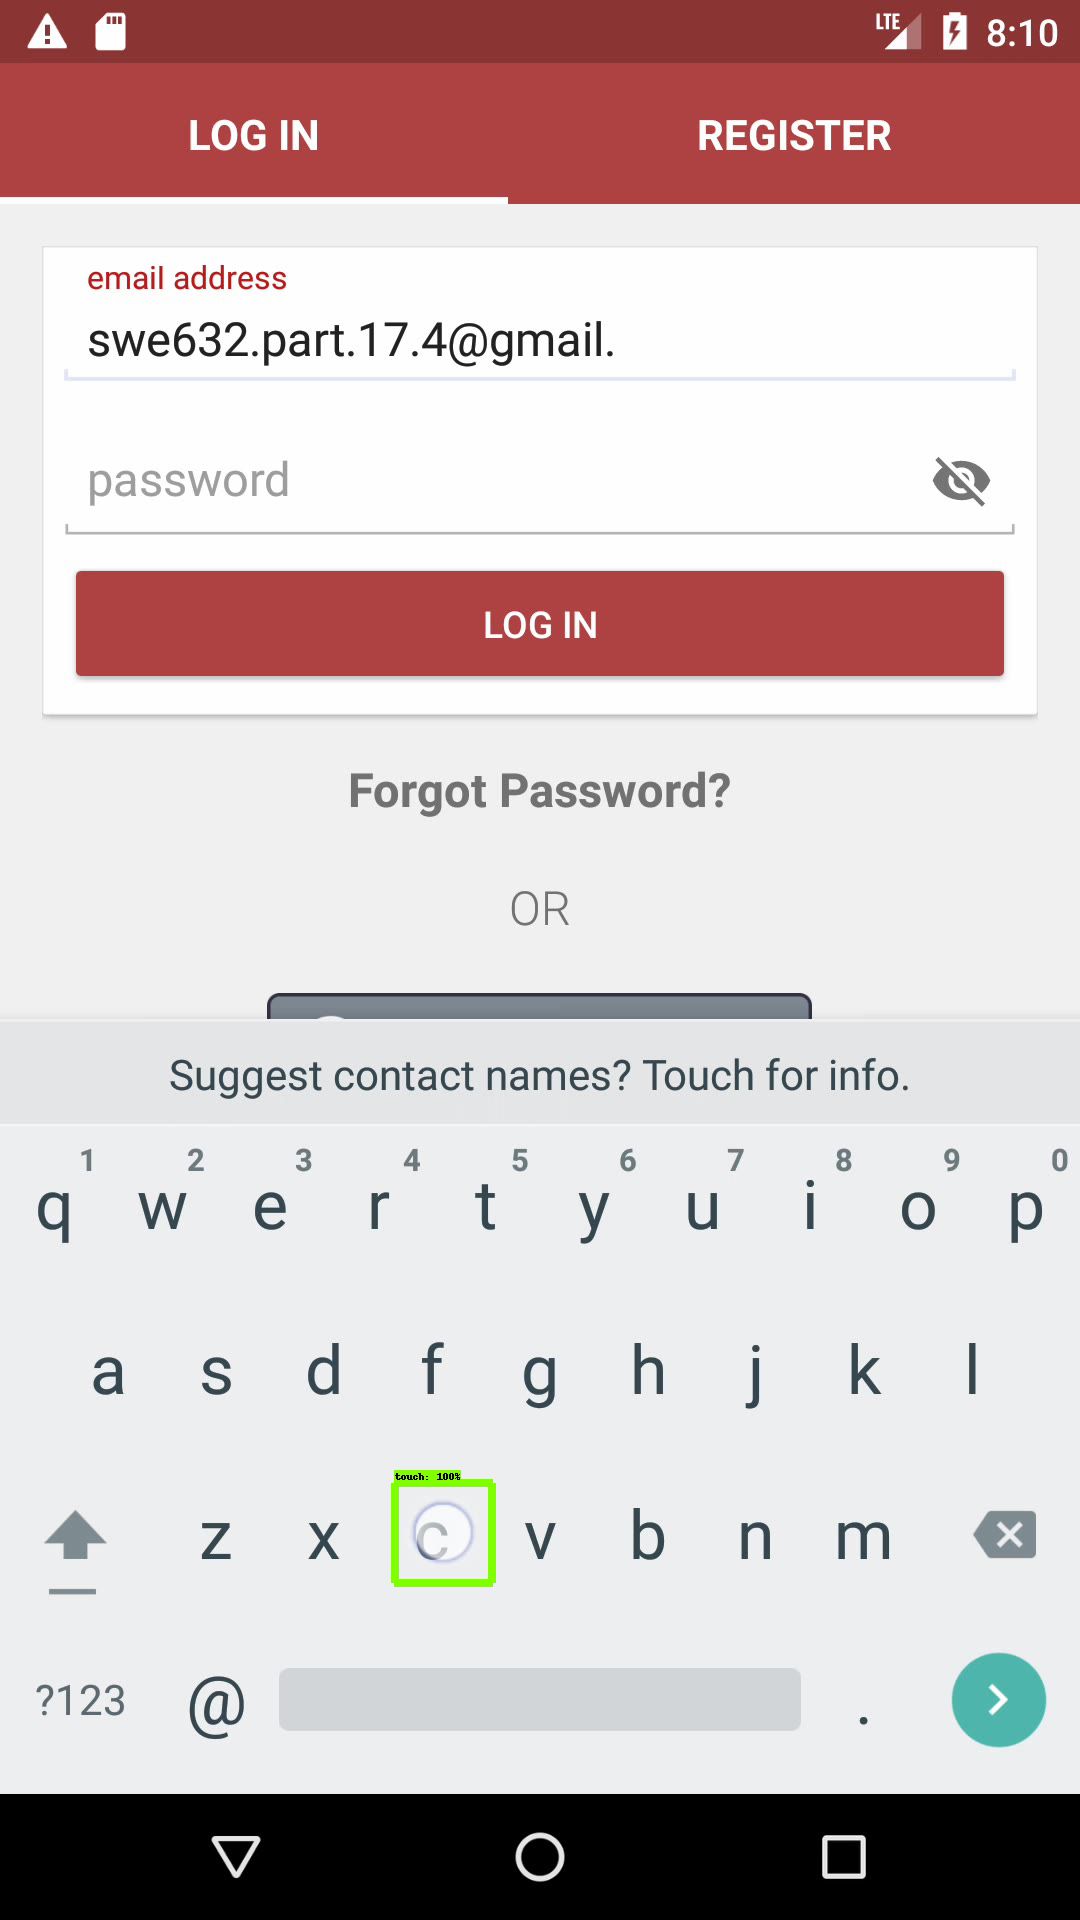 LTE 8:10
LOG IN REGISTER
email address
swe632.part.17.4@gmail.
password
LOG IN
Forgot Password?
OR
Suggest contact names? Touch for info.
1 2 3 4 5 6 7 8 9 0
q w e r t y u i o p
a s d f g h j k l
touch: 100%
z x c v b n m
?123 @ .